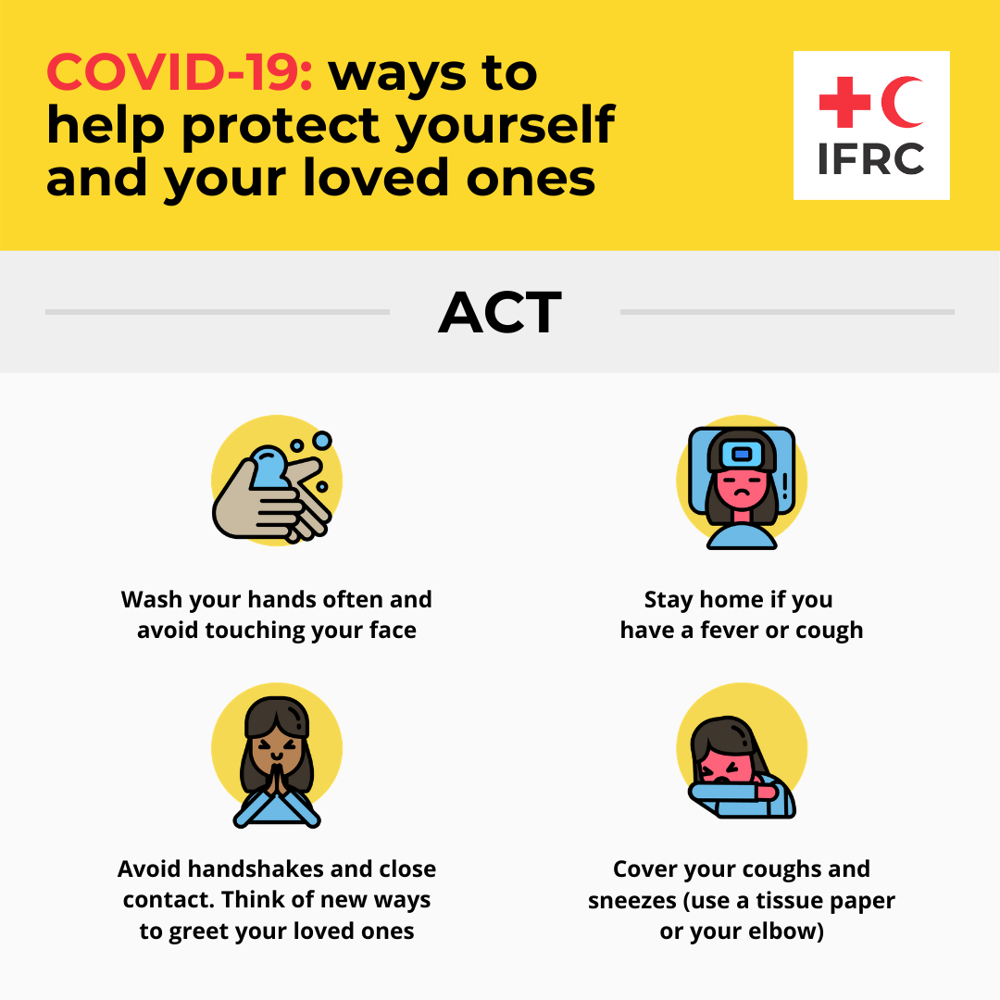 COVID-19: ways to
help protect yourself
and your loved ones
IFRC
ACT
Wash your hands often and
avoid touching your face
Stay home if you
have a fever or cough
Avoid handshakes and close
contact. Think of new ways
to greet your loved ones
Cover your coughs and
sneezes (use a tissue paper
or your elbow)